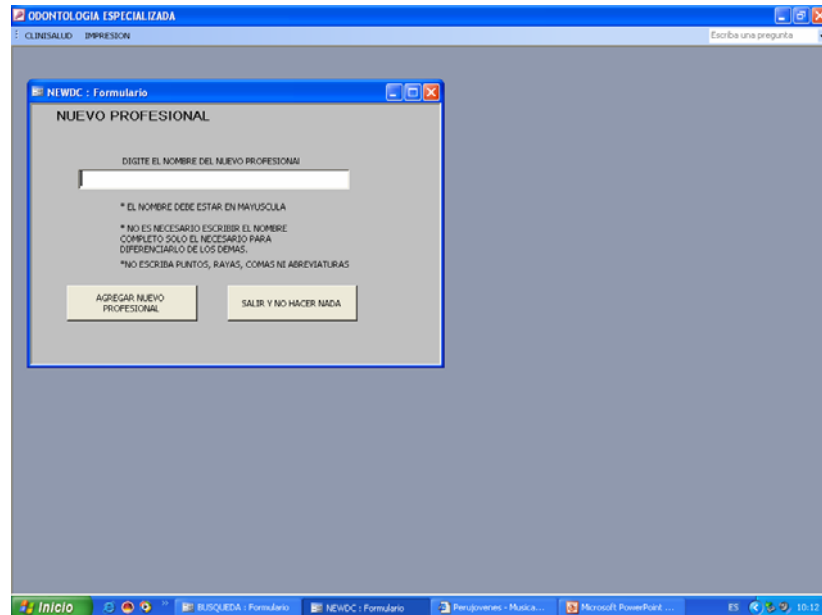 ODONTOLOGIA ESPECIALIZADA
CLINISALUD IMPRESION Escriba una pregunta
NEWDC : Formulario
NUEVO PROFESIONAL
DIGITE EL NOMBRE DEL NUEVO PROFESIONAL
* EL NOMBRE DEBE ESTAR EN MAYUSCULA
* NO ES NECESARIO ESCRIBIR EL NOMBRE
COMPLETO SOLO EL NECESARIO PARA
DIFERENCIARLO DE LOS DEMAS.
*NO ESCRIBA PUNTOS, RAYAS, COMAS NI ABREVIATURAS
AGREGAR NUEVO
PROFESIONAL
SALIR Y NO HACER NADA
Inicio BUSQUEDA : Formulario NEWDC : Formulario Perujovenes - Musica... Microsoft PowerPoint ... ES 10:12